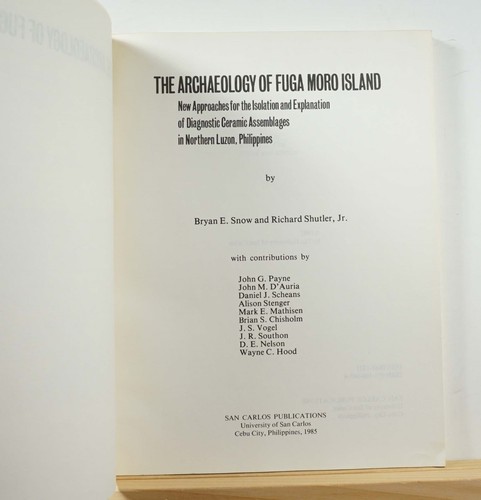 THE ARCHAEOLOGY OF FUGA MORO ISLAND
New Approaches for the Isolation and Explanation
of Diagnostic Ceramic Assemblages
in Northern Luzon, Philippines
by
Bryan E. Snow and Richard Shutler, Jr.
with contributions by
John G. Payne
John M. D'Auria
Daniel J. Scheans
Alison Stenger
Mark E. Mathisen
Brian S. Chisholm
J. S. Vogel
J. R. Southon
D. E. Nelson
Wayne C. Hood
SAN CARLOS PUBLICATIONS
University of San Carlos
Cebu City, Philippines, 1985